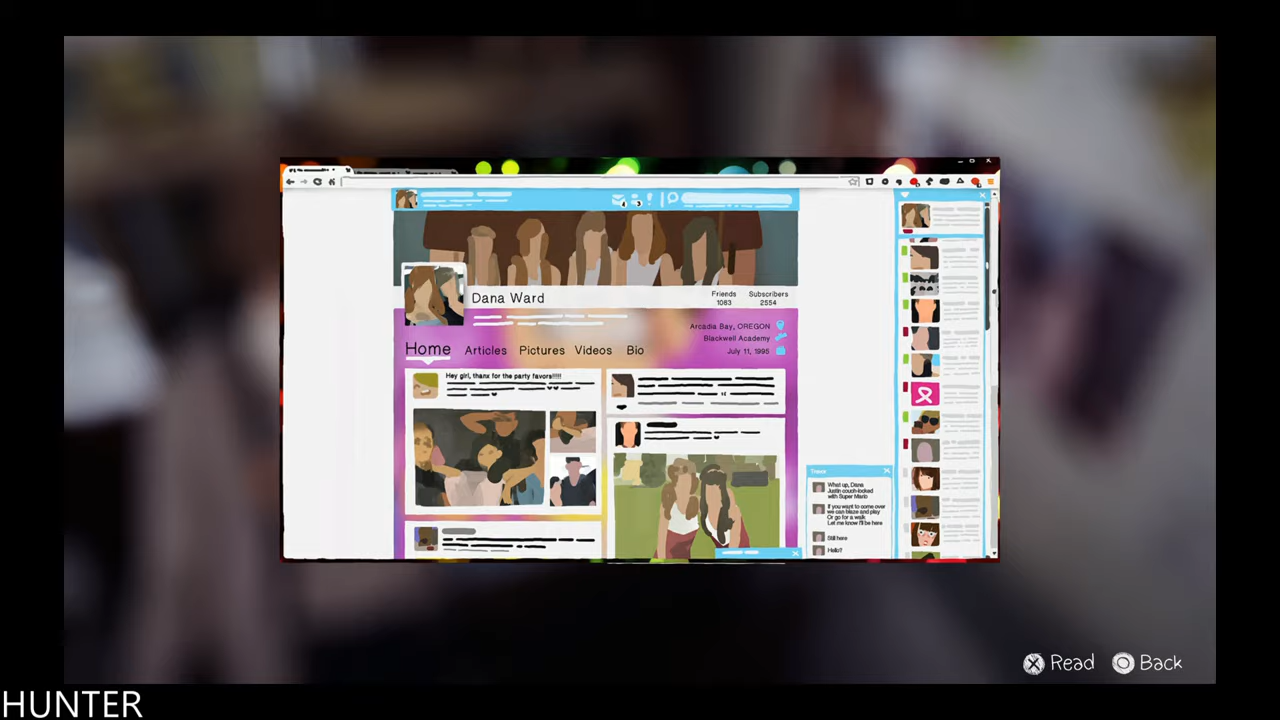 Dana Ward
Friends
1083
Subscribers
2554
Arcadia Bay, OREGON
Blackwell Academy
July 11, 1995
Home Articles Pictures Videos Bio
Hey girl, thanx for the party favors!!!!!
Trevor
What up, Dana
Justin couch-locked
with Super Mario
If you want to come over
we can blaze and play
Or go for a walk
Let me know I'll be here
Still here
Hello?
Read
Back
HUNTER